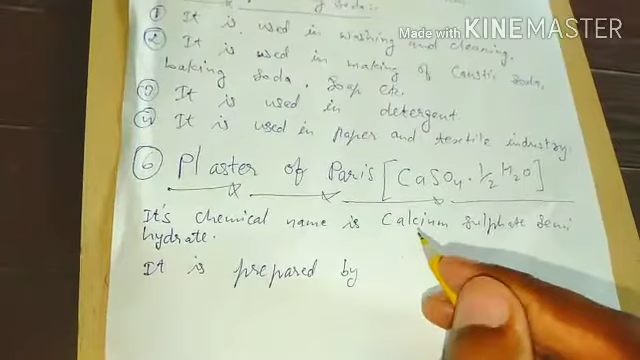 Made with KINEMASTER
soda:
① It is used in washing and cleaning.
② It is used in making of Caustic soda,
baking soda, soap etc.
③ It is used in detergent.
④ It is used in paper and textile industry.
⑥ Plaster of Paris [CaSO₄ · 1/2 H₂O]
It's chemical name is Calcium sulphate semi
hydrate.
It is prepared by